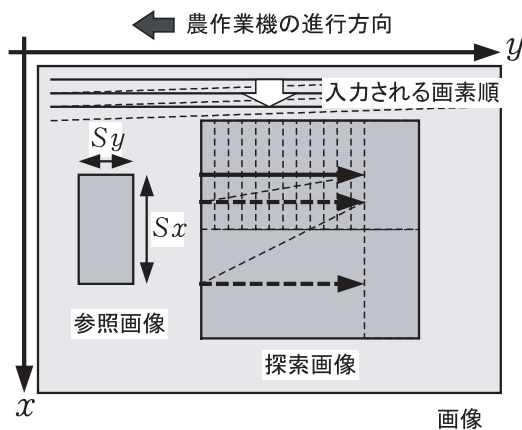 農作業機の進行方向
y
入力される画素順
Sy
Sx
参照画像
探索画像
x
画像